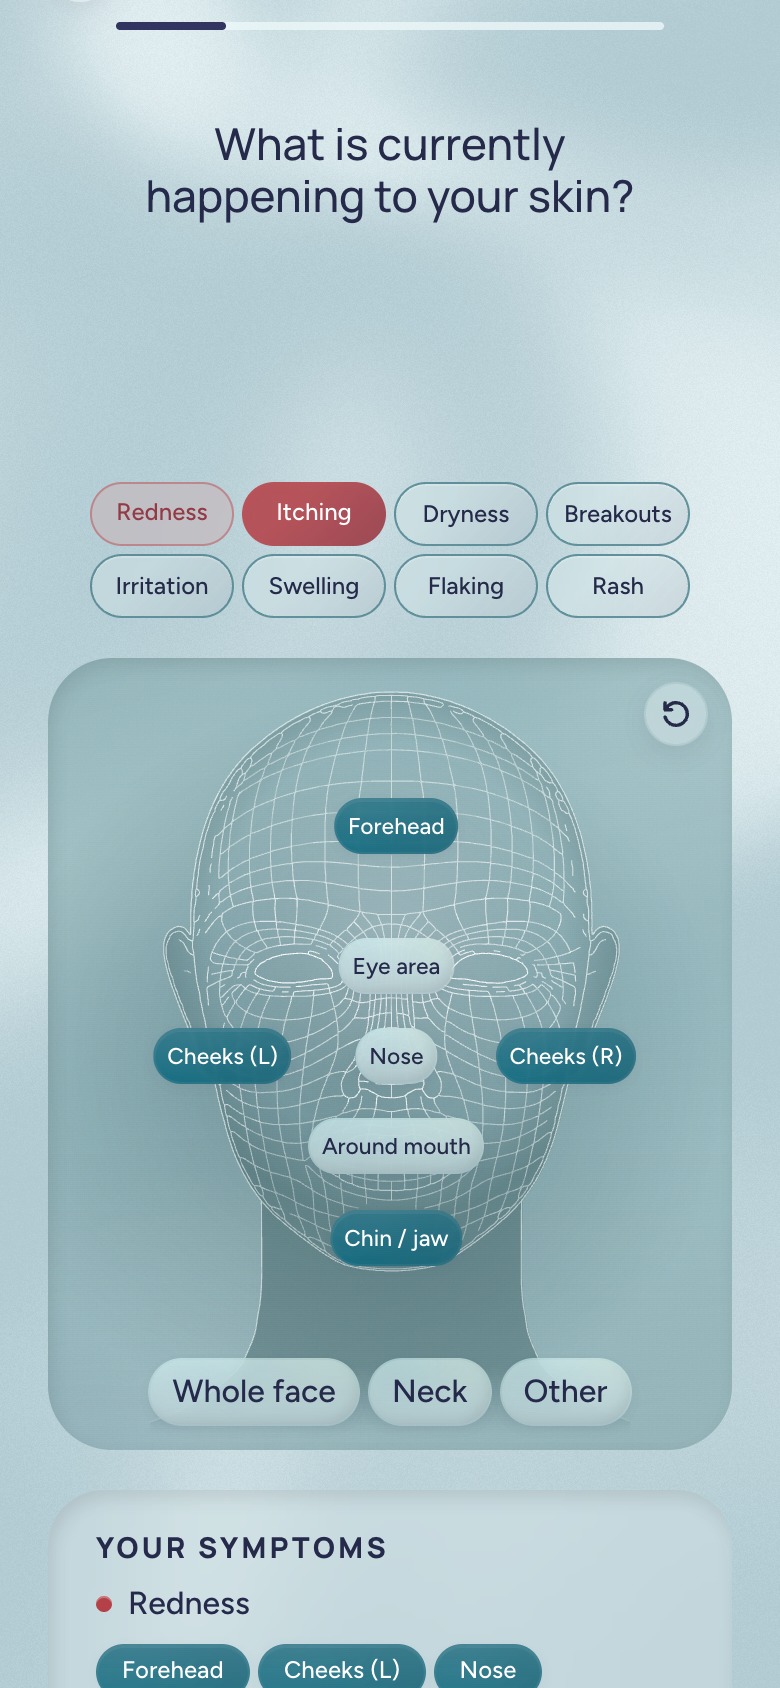 What is currently
happening to your skin?
Redness Itching Dryness Breakouts
Irritation Swelling Flaking Rash
Forehead
Eye area
Cheeks (L) Nose Cheeks (R)
Around mouth
Chin / jaw
Whole face Neck Other
YOUR SYMPTOMS
Redness
Forehead Cheeks (L) Nose